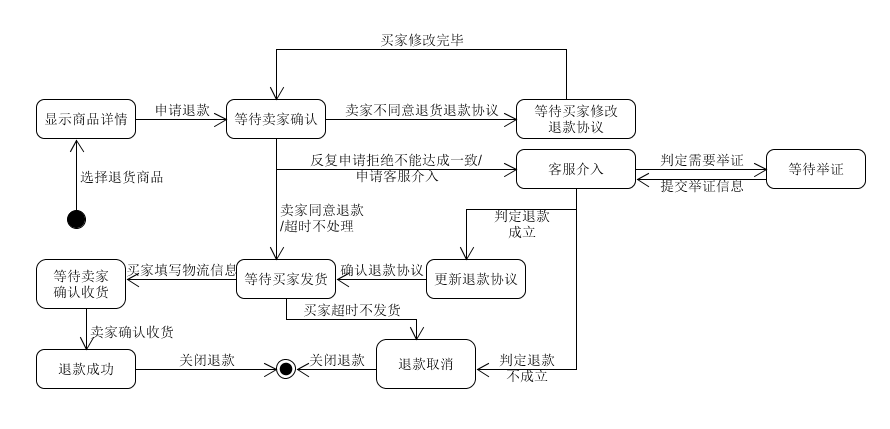 买家修改完毕
显示商品详情
申请退款
等待卖家确认
卖家不同意退货退款协议
等待买家修改
退款协议
选择退货商品
反复申请拒绝不能达成一致/
申请客服介入
客服介入
判定需要举证
提交举证信息
等待举证
卖家同意退款
/超时不处理
判定退款
成立
等待卖家
确认收货
买家填写物流信息
等待买家发货
确认退款协议
更新退款协议
买家超时不发货
卖家确认收货
退款成功
关闭退款
关闭退款
退款取消
判定退款
不成立